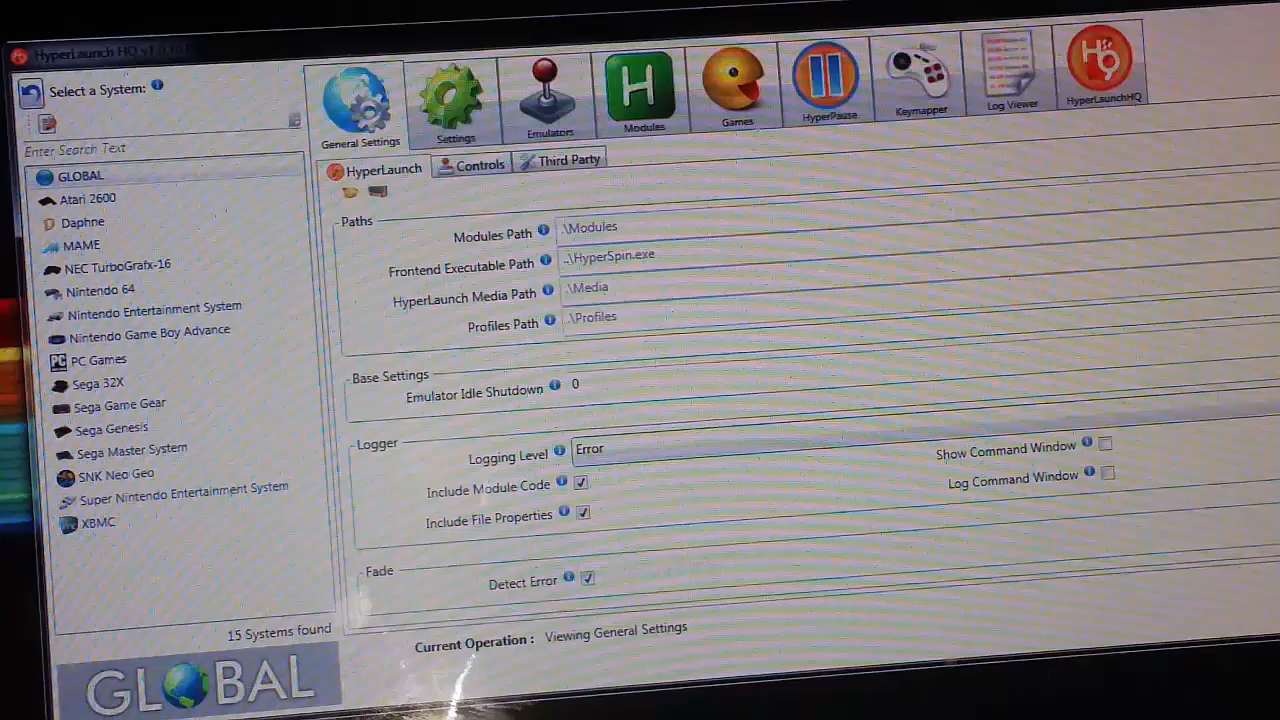 HyperLaunch HQ
Select a System:
Enter Search Text
GLOBAL
Atari 2600
Daphne
MAME
NEC TurboGrafx-16
Nintendo 64
Nintendo Entertainment System
Nintendo Game Boy Advance
PC Games
Sega 32X
Sega Game Gear
Sega Genesis
Sega Master System
SNK Neo Geo
Super Nintendo Entertainment System
XBMC
15 Systems found
GLOBAL
General Settings
Settings
Emulators
H
Modules
Games
HyperPause
Keymapper
Log Viewer
HQ
HyperLaunchHQ
HyperLaunch
Controls
Third Party
Paths
Modules Path .\Modules
Frontend Executable Path ..\HyperSpin.exe
HyperLaunch Media Path .\Media
Profiles Path .\Profiles
Base Settings
Emulator Idle Shutdown 0
Logger
Logging Level Error
Show Command Window
Include Module Code
Log Command Window
Include File Properties
Fade
Detect Error
Current Operation : Viewing General Settings